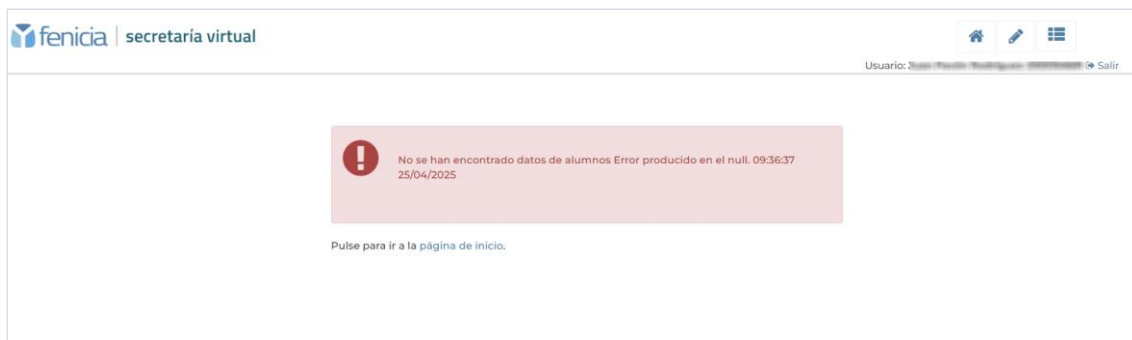 fenicia secretaría virtual
Usuario: Salir
No se han encontrado datos de alumnos Error producido en el null. 09:36:37
25/04/2025
Pulse para ir a la página de inicio.